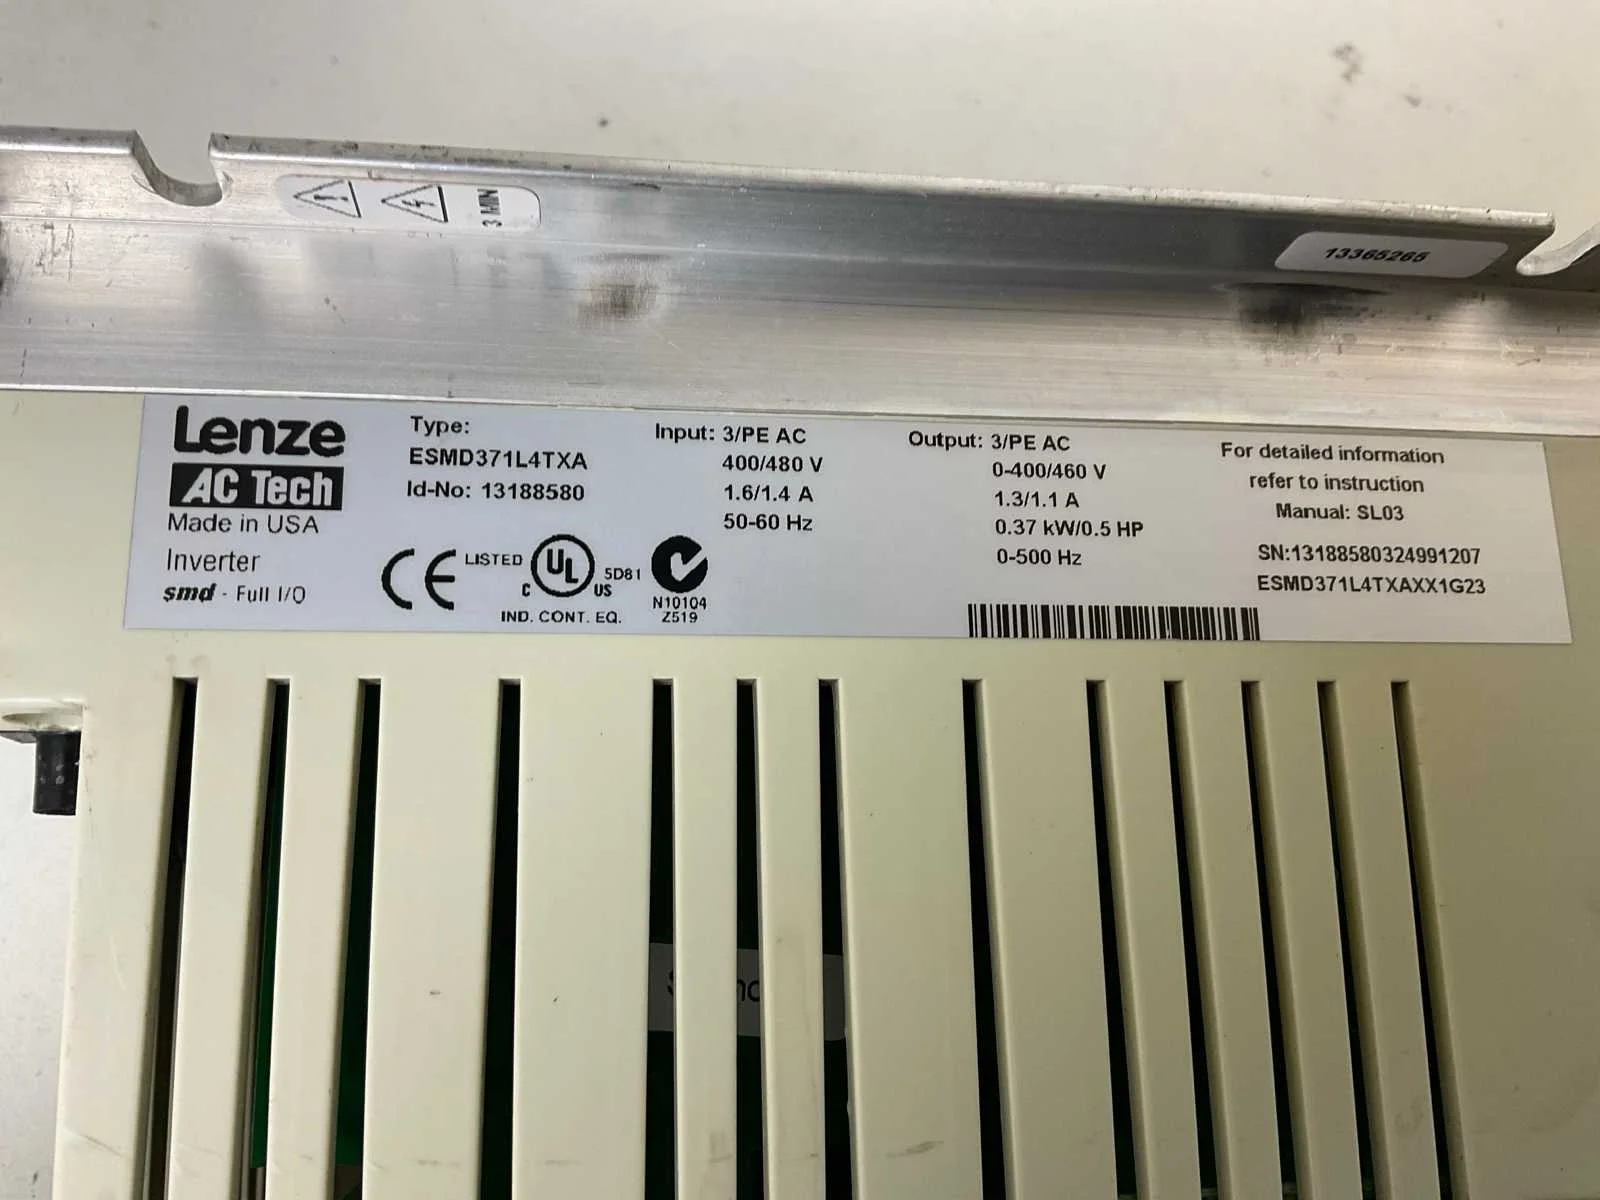 3 MIN
13365265
Lenze
AC Tech
Made in USA
Inverter
smd - Full I/O
Type:
ESMD371L4TXA
Id-No: 13188580
CE
LISTED
UL
C US
5D81
IND. CONT. EQ.
N10104
Z519
Input: 3/PE AC
400/480 V
1.6/1.4 A
50-60 Hz
Output: 3/PE AC
0-400/460 V
1.3/1.1 A
0.37 kW/0.5 HP
0-500 Hz
For detailed information
refer to instruction
Manual: SL03
SN:13188580324991207
ESMD371L4TXAXX1G23